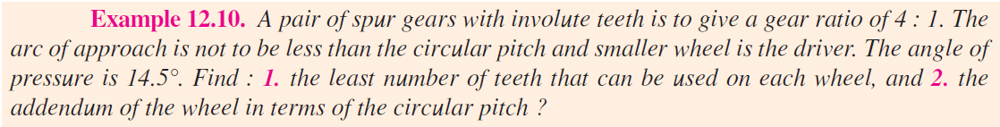 Example 12.10. A pair of spur gears with involute teeth is to give a gear ratio of 4 : 1. The
arc of approach is not to be less than the circular pitch and smaller wheel is the driver. The angle of
pressure is 14.5°. Find : 1. the least number of teeth that can be used on each wheel, and 2. the
addendum of the wheel in terms of the circular pitch ?